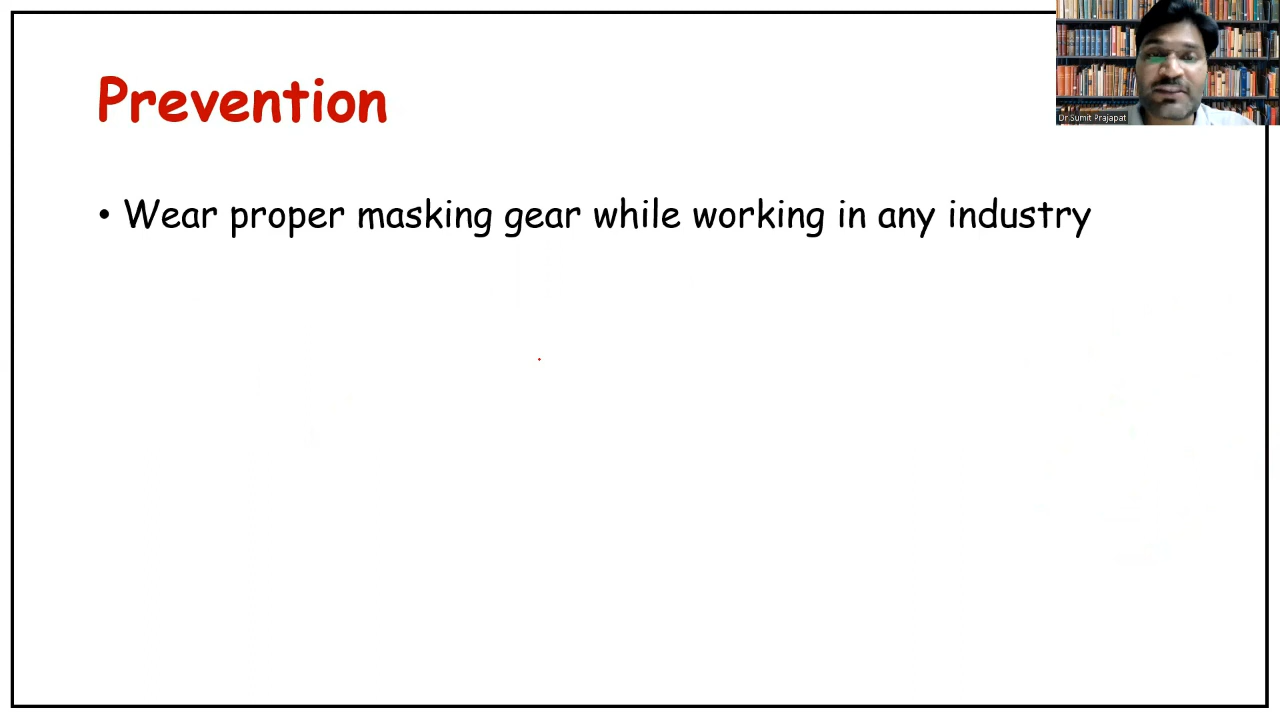 Prevention
• Wear proper masking gear while working in any industry
Dr.Sumit Prajapat